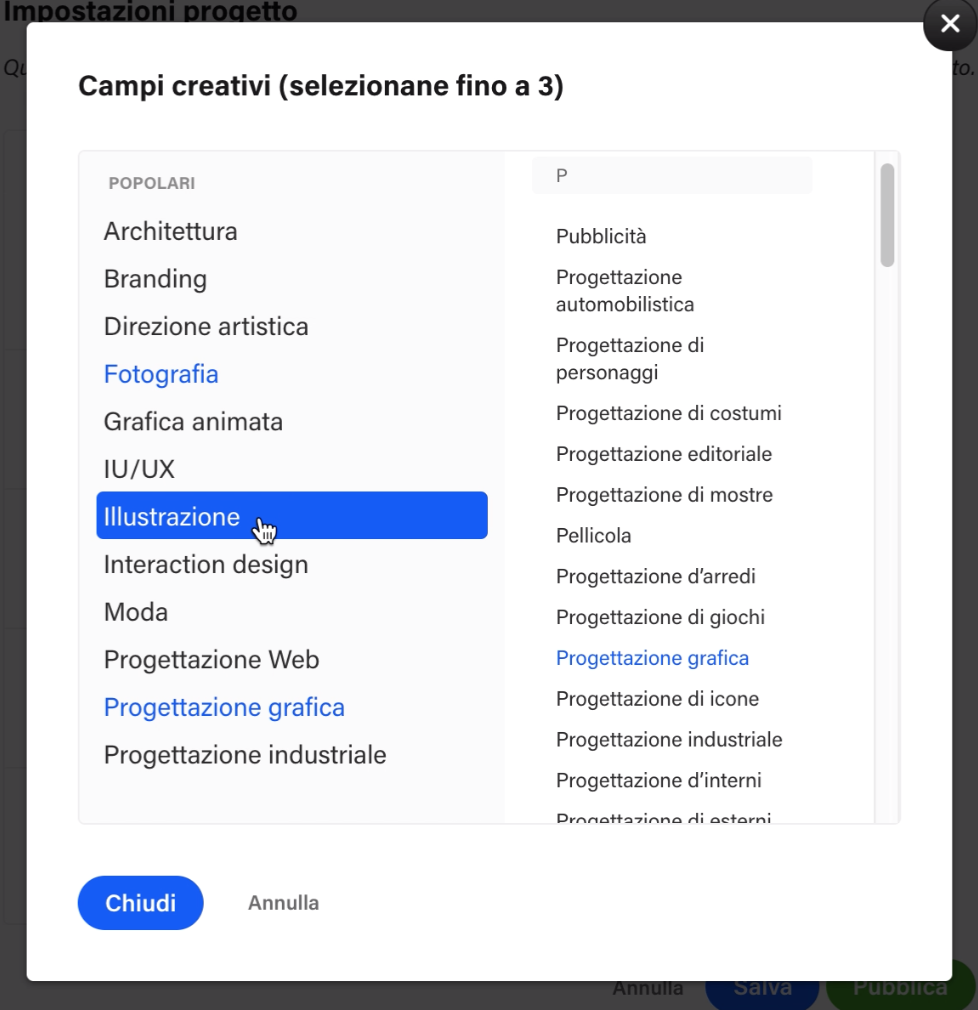 Impostazioni progetto
Qu
to.
Campi creativi (selezionane fino a 3)
POPOLARI
Architettura
Branding
Direzione artistica
Fotografia
Grafica animata
IU/UX
Illustrazione
Interaction design
Moda
Progettazione Web
Progettazione grafica
Progettazione industriale
P
Pubblicità
Progettazione
automobilistica
Progettazione di
personaggi
Progettazione di costumi
Progettazione editoriale
Progettazione di mostre
Pellicola
Progettazione d’arredi
Progettazione di giochi
Progettazione grafica
Progettazione di icone
Progettazione industriale
Progettazione d’interni
Progettazione di esterni
Chiudi
Annulla
Annulla
Salva
Pubblica